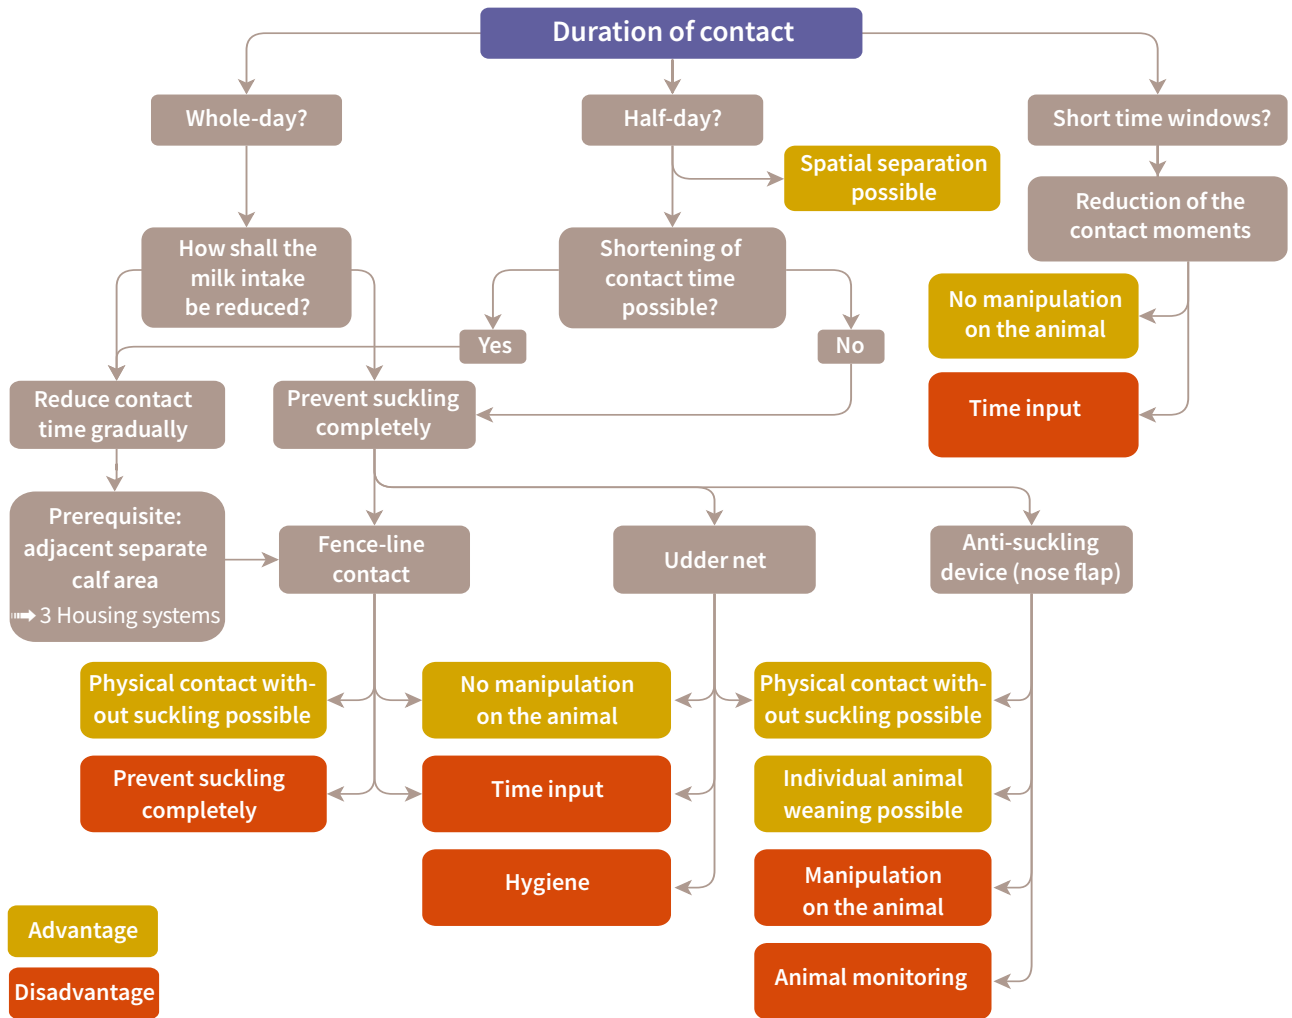 Duration of contact
Whole-day?
Half-day?
Short time windows?
Spatial separation
possible
Reduction of the
contact moments
How shall the
milk intake
be reduced?
Shortening of
contact time
possible?
No manipulation
on the animal
Yes
No
Time input
Reduce contact
time gradually
Prevent suckling
completely
Prerequisite:
adjacent separate
calf area
3 Housing systems
Fence-line
contact
Udder net
Anti-suckling
device (nose flap)
Physical contact with-
out suckling possible
No manipulation
on the animal
Physical contact with-
out suckling possible
Prevent suckling
completely
Time input
Individual animal
weaning possible
Hygiene
Manipulation
on the animal
Advantage
Animal monitoring
Disadvantage